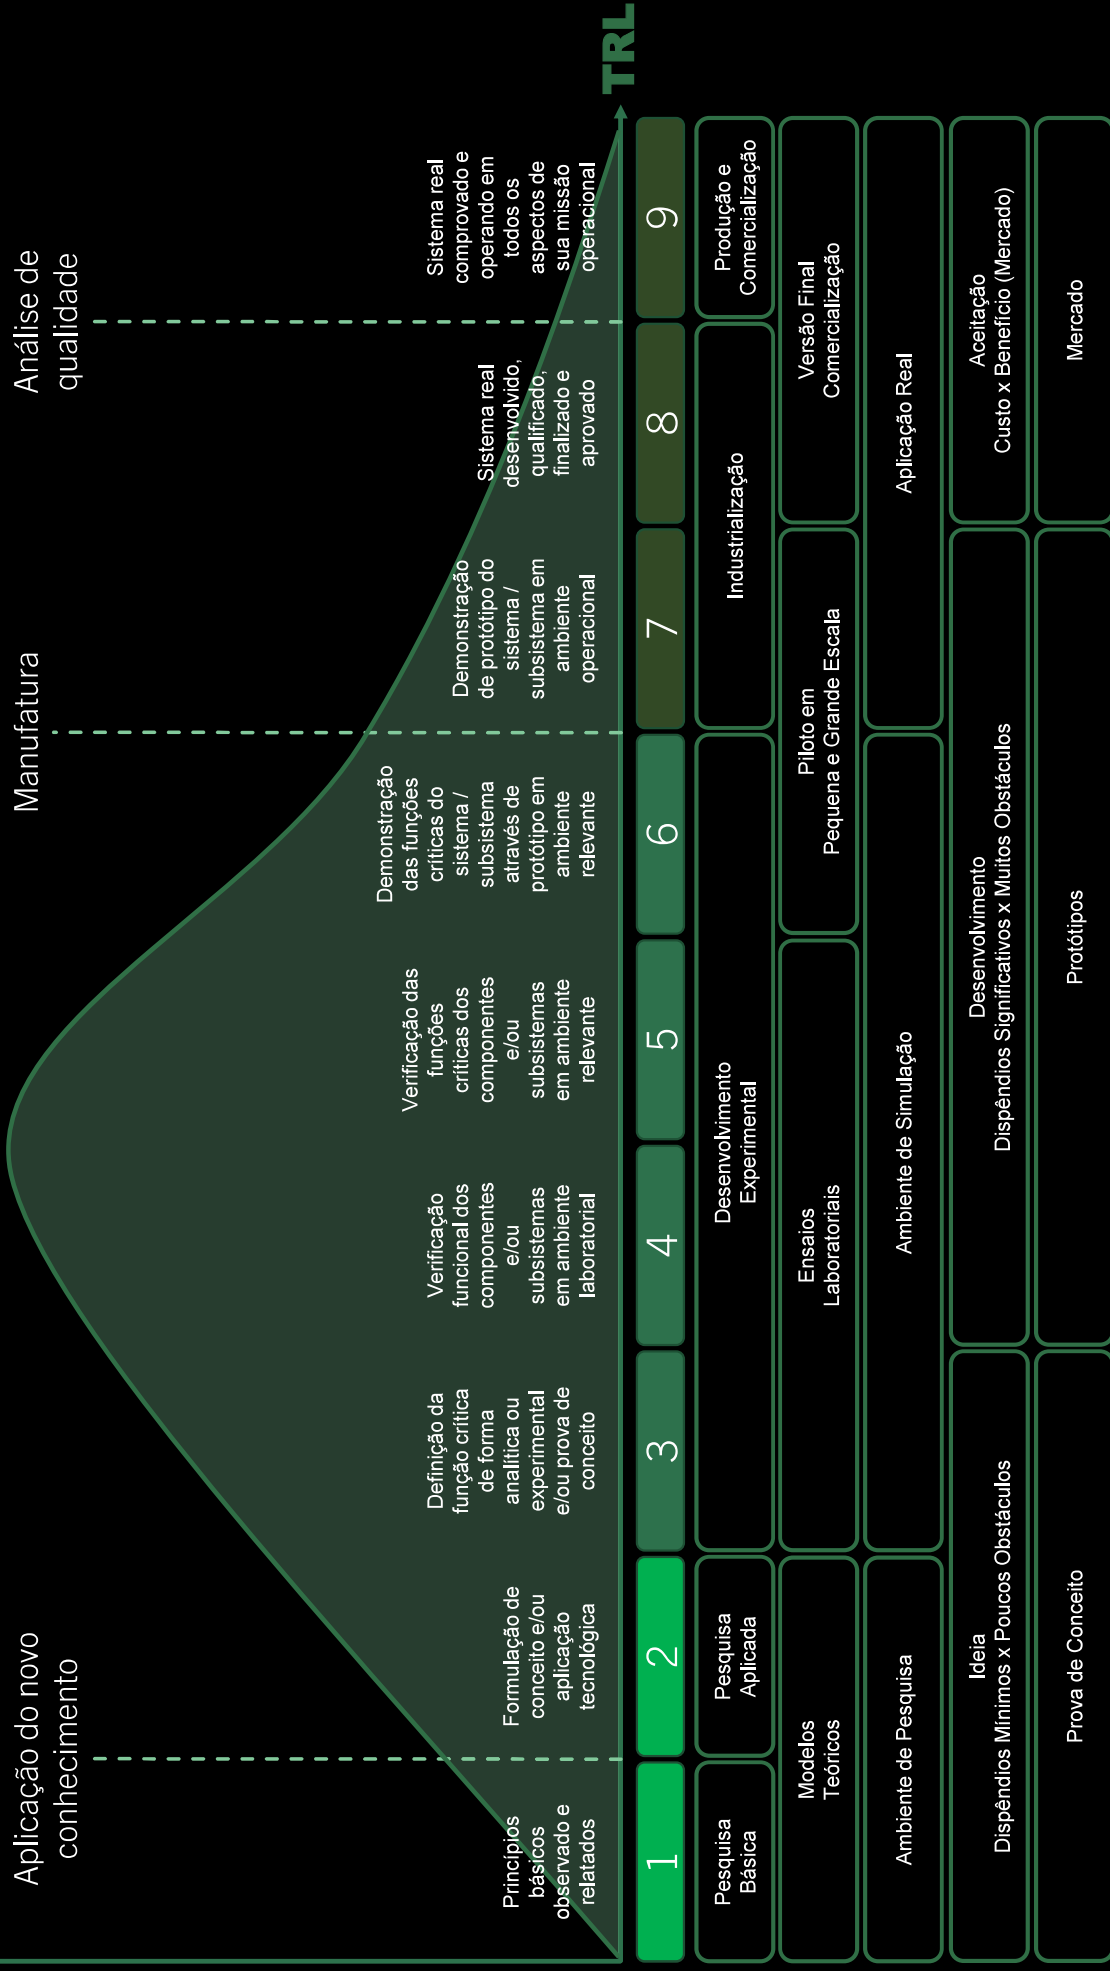 Aplicação do novo
conhecimento
Manufatura
Análise de
qualidade
Princípios
básicos
observado e
relatados
Formulação de
conceito e/ou
aplicação
tecnológica
Definição da
função crítica
de forma
analítica ou
experimental
e/ou prova de
conceito
Verificação
funcional dos
componentes
e/ou
subsistemas
em ambiente
laboratorial
Verificação das
funções
críticas dos
componentes
e/ou
subsistemas
em ambiente
relevante
Demonstração
das funções
críticas do
sistema /
subsistema
através de
protótipo em
ambiente
relevante
Demonstração
de protótipo do
sistema /
subsistema em
ambiente
operacional
Sistema real
desenvolvido,
qualificado,
finalizado e
aprovado
Sistema real
comprovado e
operando em
todos os
aspectos de
sua missão
operacional
TRL
1
2
3
4
5
6
7
8
9
Pesquisa
Básica
Pesquisa
Aplicada
Desenvolvimento
Experimental
Industrialização
Produção e
Comercialização
Modelos
Teóricos
Ensaios
Laboratoriais
Piloto em
Pequena e Grande Escala
Versão Final
Comercialização
Ambiente de Pesquisa
Ambiente de Simulação
Aplicação Real
Ideia
Dispêndios Mínimos x Poucos Obstáculos
Desenvolvimento
Dispêndios Significativos x Muitos Obstáculos
Aceitação
Custo x Benefício (Mercado)
Prova de Conceito
Protótipos
Mercado